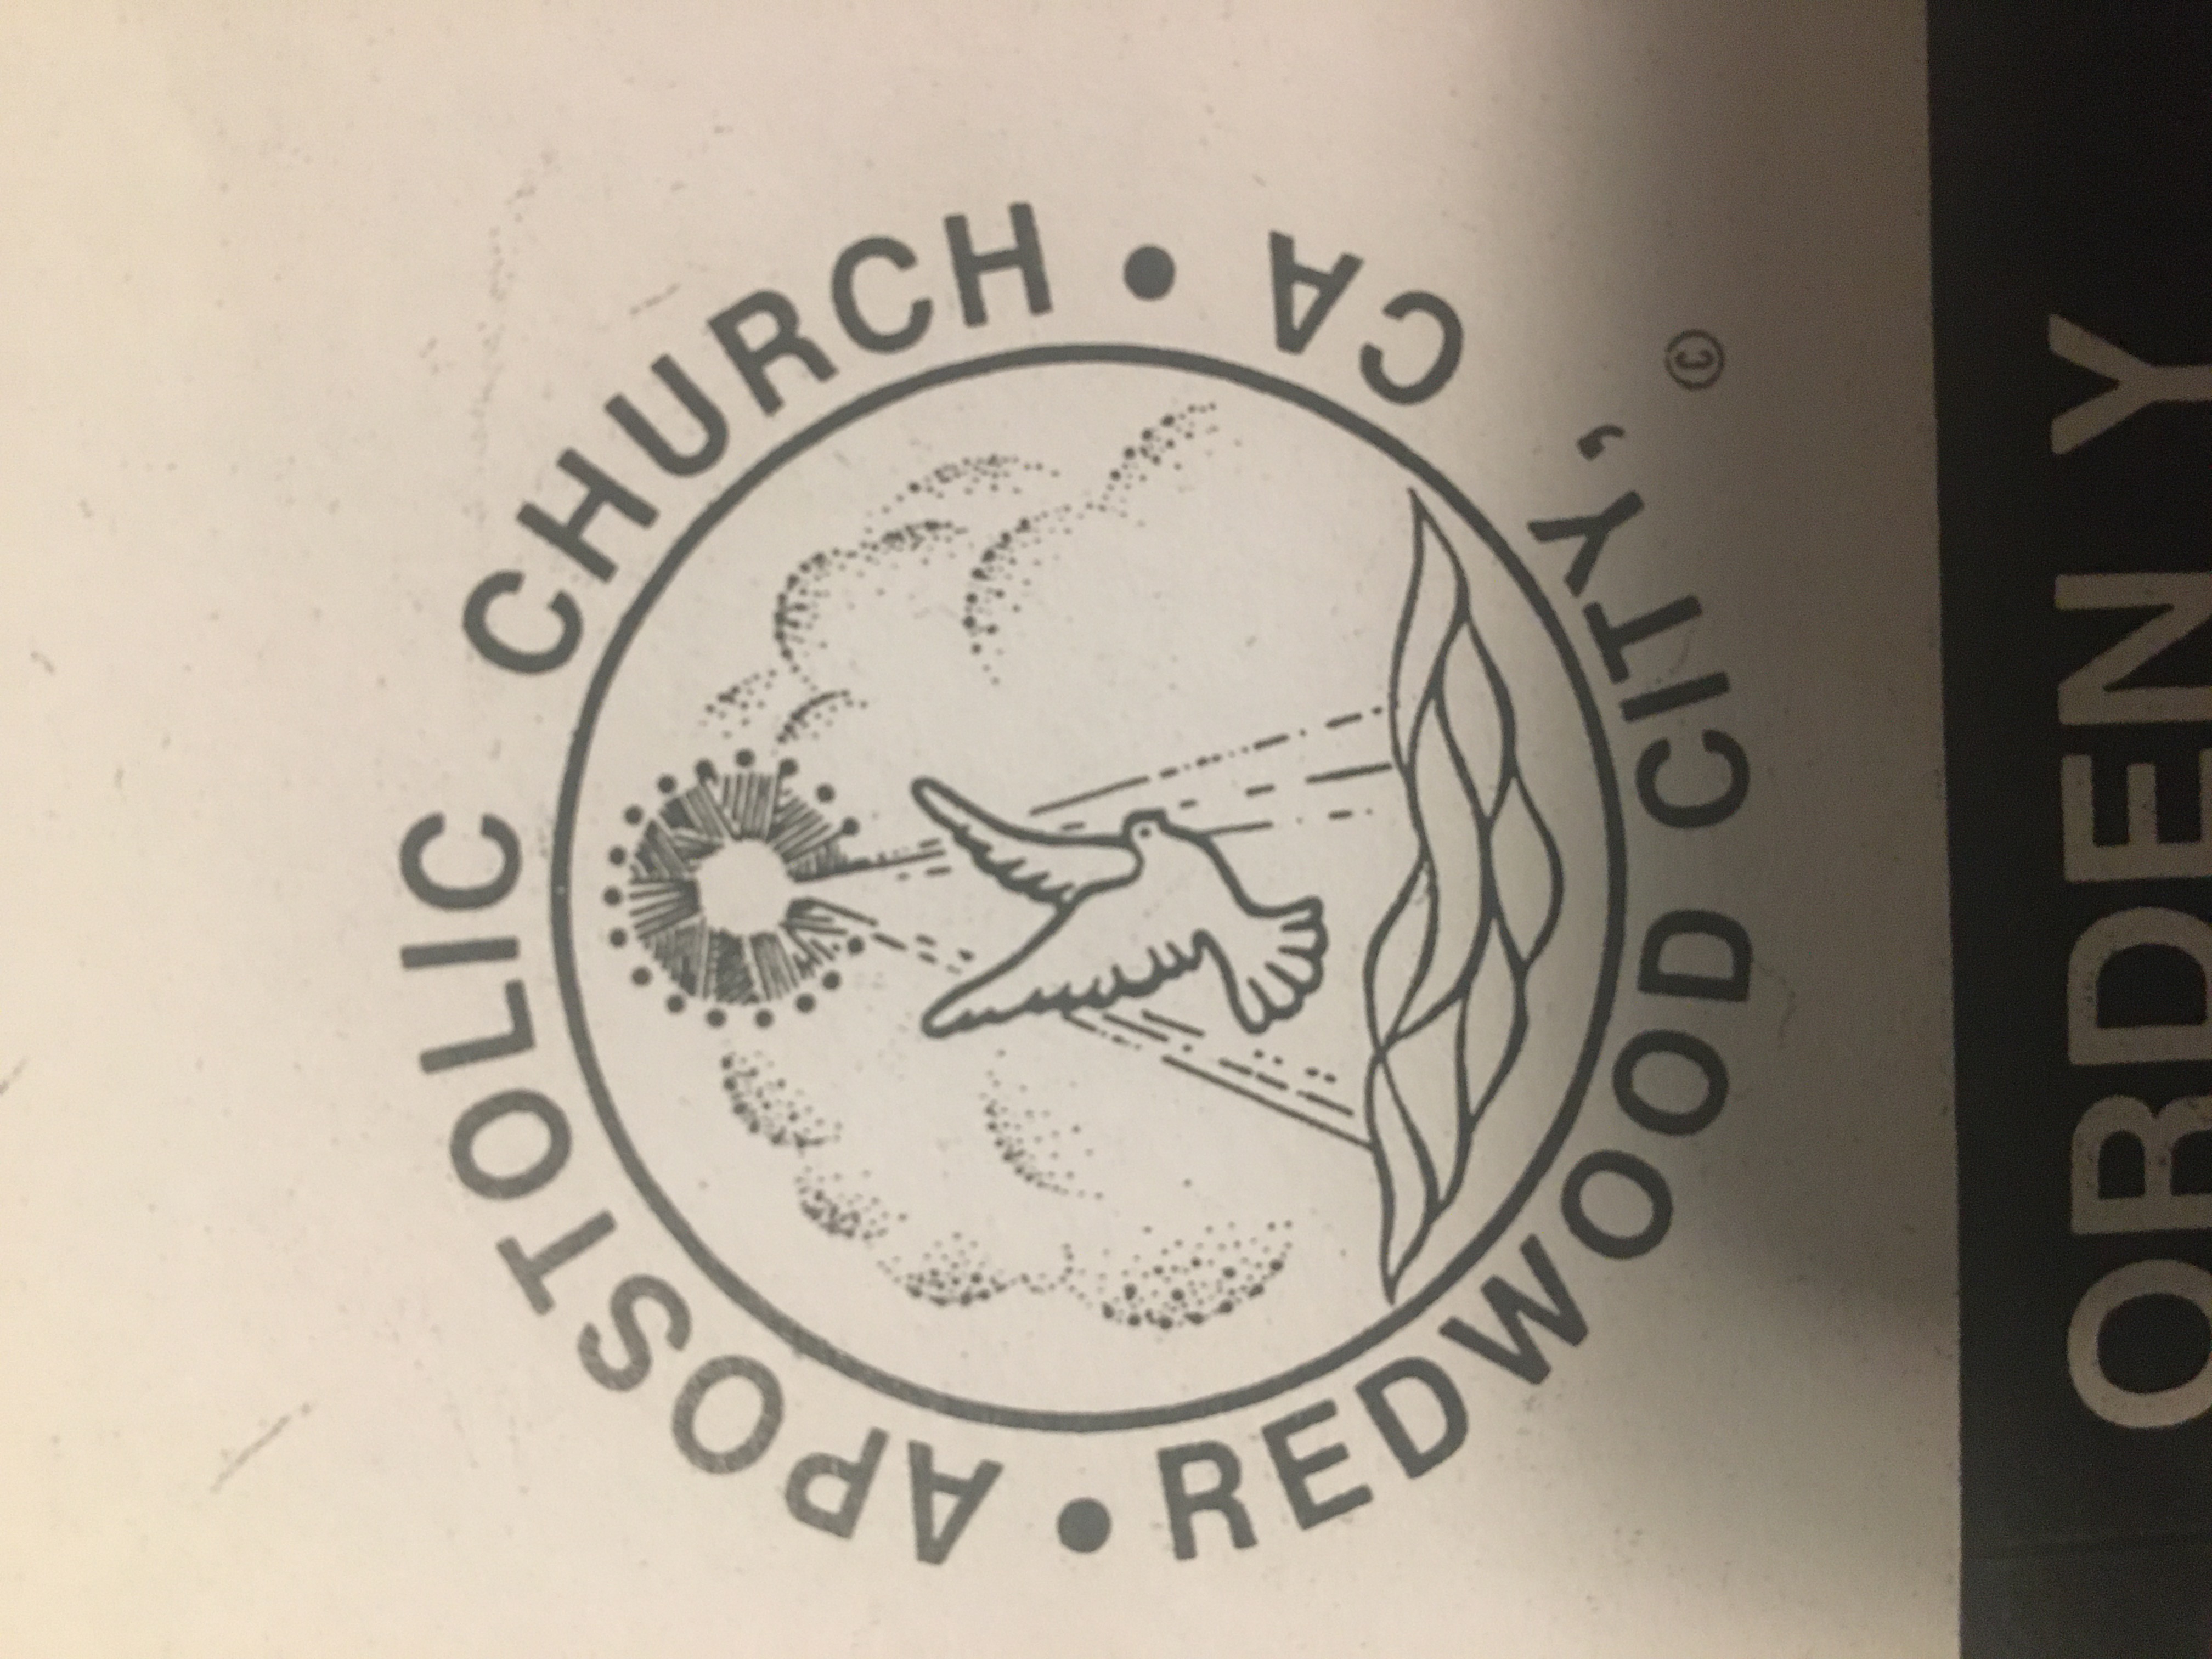 APOSTOLIC CHURCH
• REDWOOD CITY, CA •
©
ORDEN Y